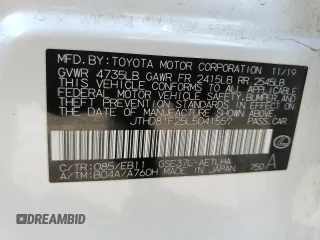 MFD.BY:TOYOTA MOTOR CORPORATION 11/19
GVWR 4735LB GAWR FR 2415LB RR 2545LB
THIS VEHICLE CONFORMS TO ALL APPLICABLE
FEDERAL MOTOR VEHICLE SAFETY, BUMPER, AND
THEFT PREVENTION STANDARDS IN EFFECT ON
THE DATE OF MANUFACTURE SHOWN ABOVE.
PASS.CAR
C/TR:085/EB11 GSE37L-AETLHA
A/TM:B04A/A760H MADE IN JAPAN 750 A
AUTOBIDMASTER